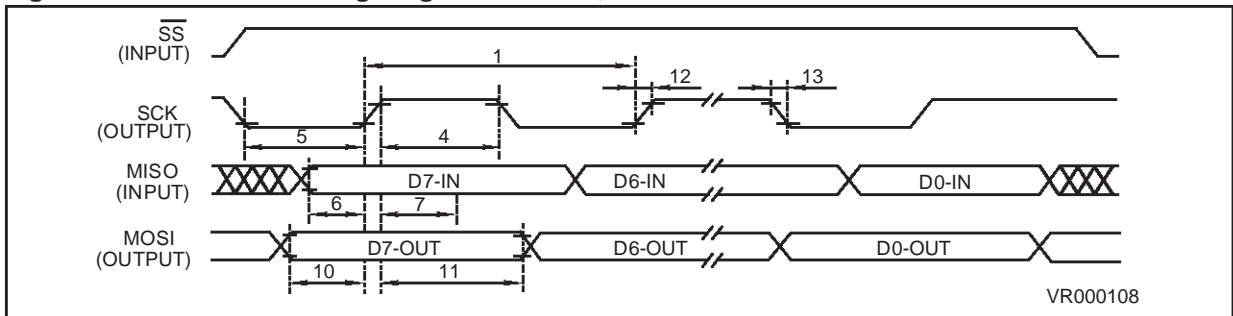 SS
(INPUT)
1
12
13
SCK
(OUTPUT)
5
4
MISO
(INPUT)
D7-IN
D6-IN
D0-IN
6
7
MOSI
(OUTPUT)
D7-OUT
D6-OUT
D0-OUT
10
11
VR000108